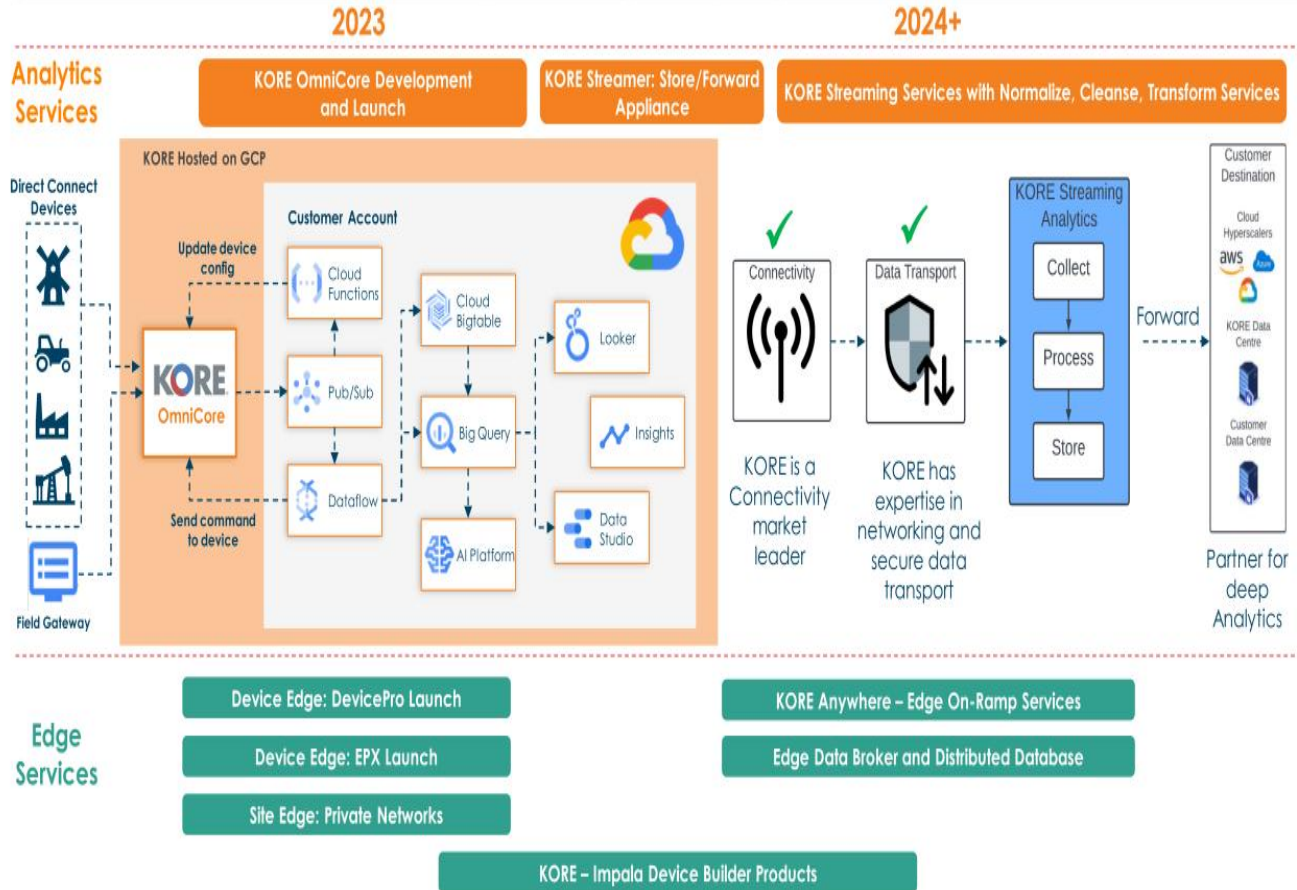 2023
2024+
Analytics
Services
KORE OmniCore Development
and Launch
KORE Streamer: Store/Forward
Appliance
KORE Streaming Services with Normalize, Cleanse, Transform Services
KORE Hosted on GCP
Direct Connect
Devices
Field Gateway
Update device
config
KORE
OmniCore
Send command
to device
Customer Account
Cloud
Functions
Pub/Sub
Dataflow
Cloud
Bigtable
Big Query
AI Platform
Looker
Insights
Data
Studio
Connectivity
KORE is a
Connectivity
market
leader
Data Transport
KORE has
expertise in
networking and
secure data
transport
KORE Streaming
Analytics
Collect
Process
Store
Forward
Customer
Destination
Cloud
Hyperscalers
aws
Azure
KORE Data
Centre
Customer
Data Centre
Partner for
deep
Analytics
Edge
Services
Device Edge: DevicePro Launch
Device Edge: EPX Launch
Site Edge: Private Networks
KORE Anywhere – Edge On-Ramp Services
Edge Data Broker and Distributed Database
KORE – Impala Device Builder Products